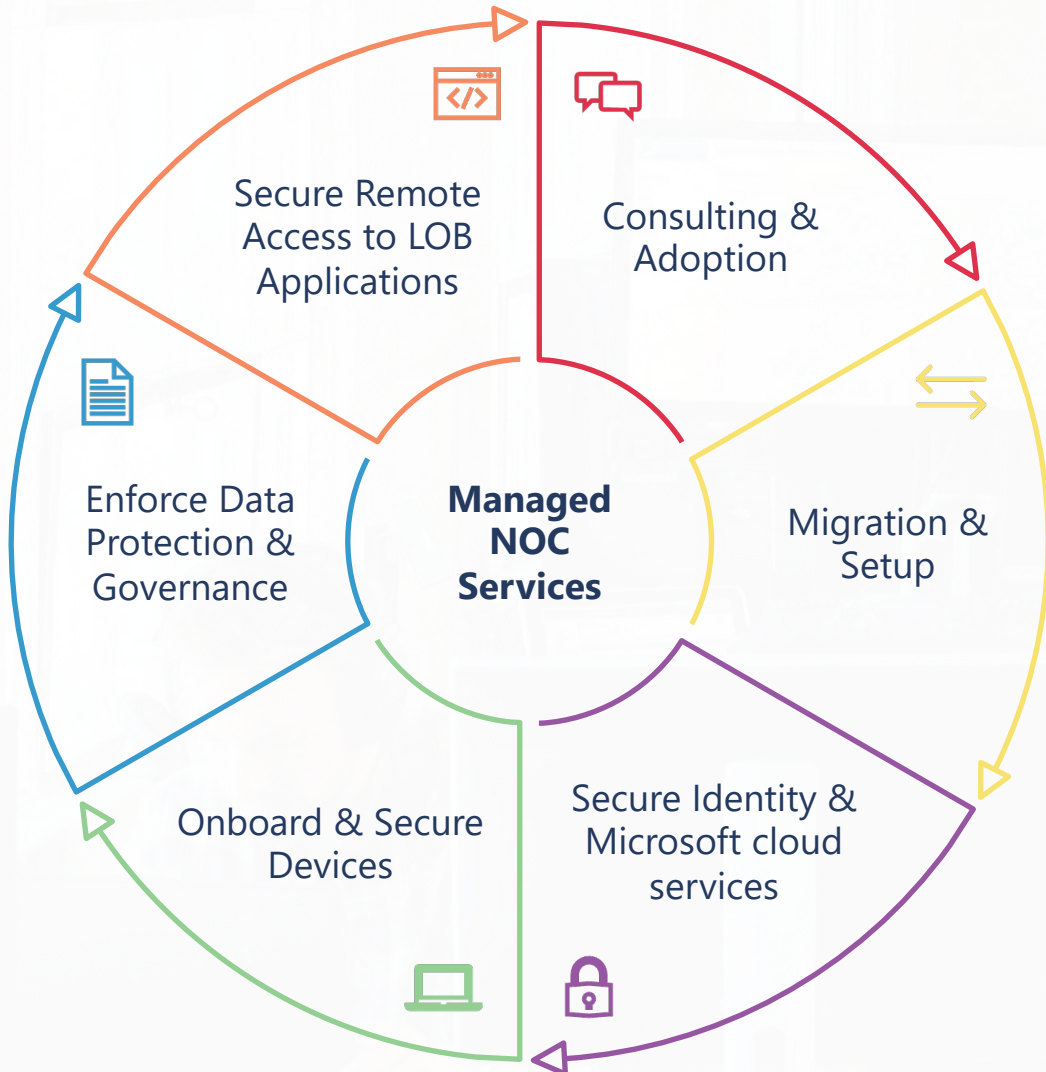 Secure Remote
Access to LOB
Applications
Consulting &
Adoption
Enforce Data
Protection &
Governance
Managed
NOC
Services
Migration &
Setup
Onboard & Secure
Devices
Secure Identity &
Microsoft cloud
services